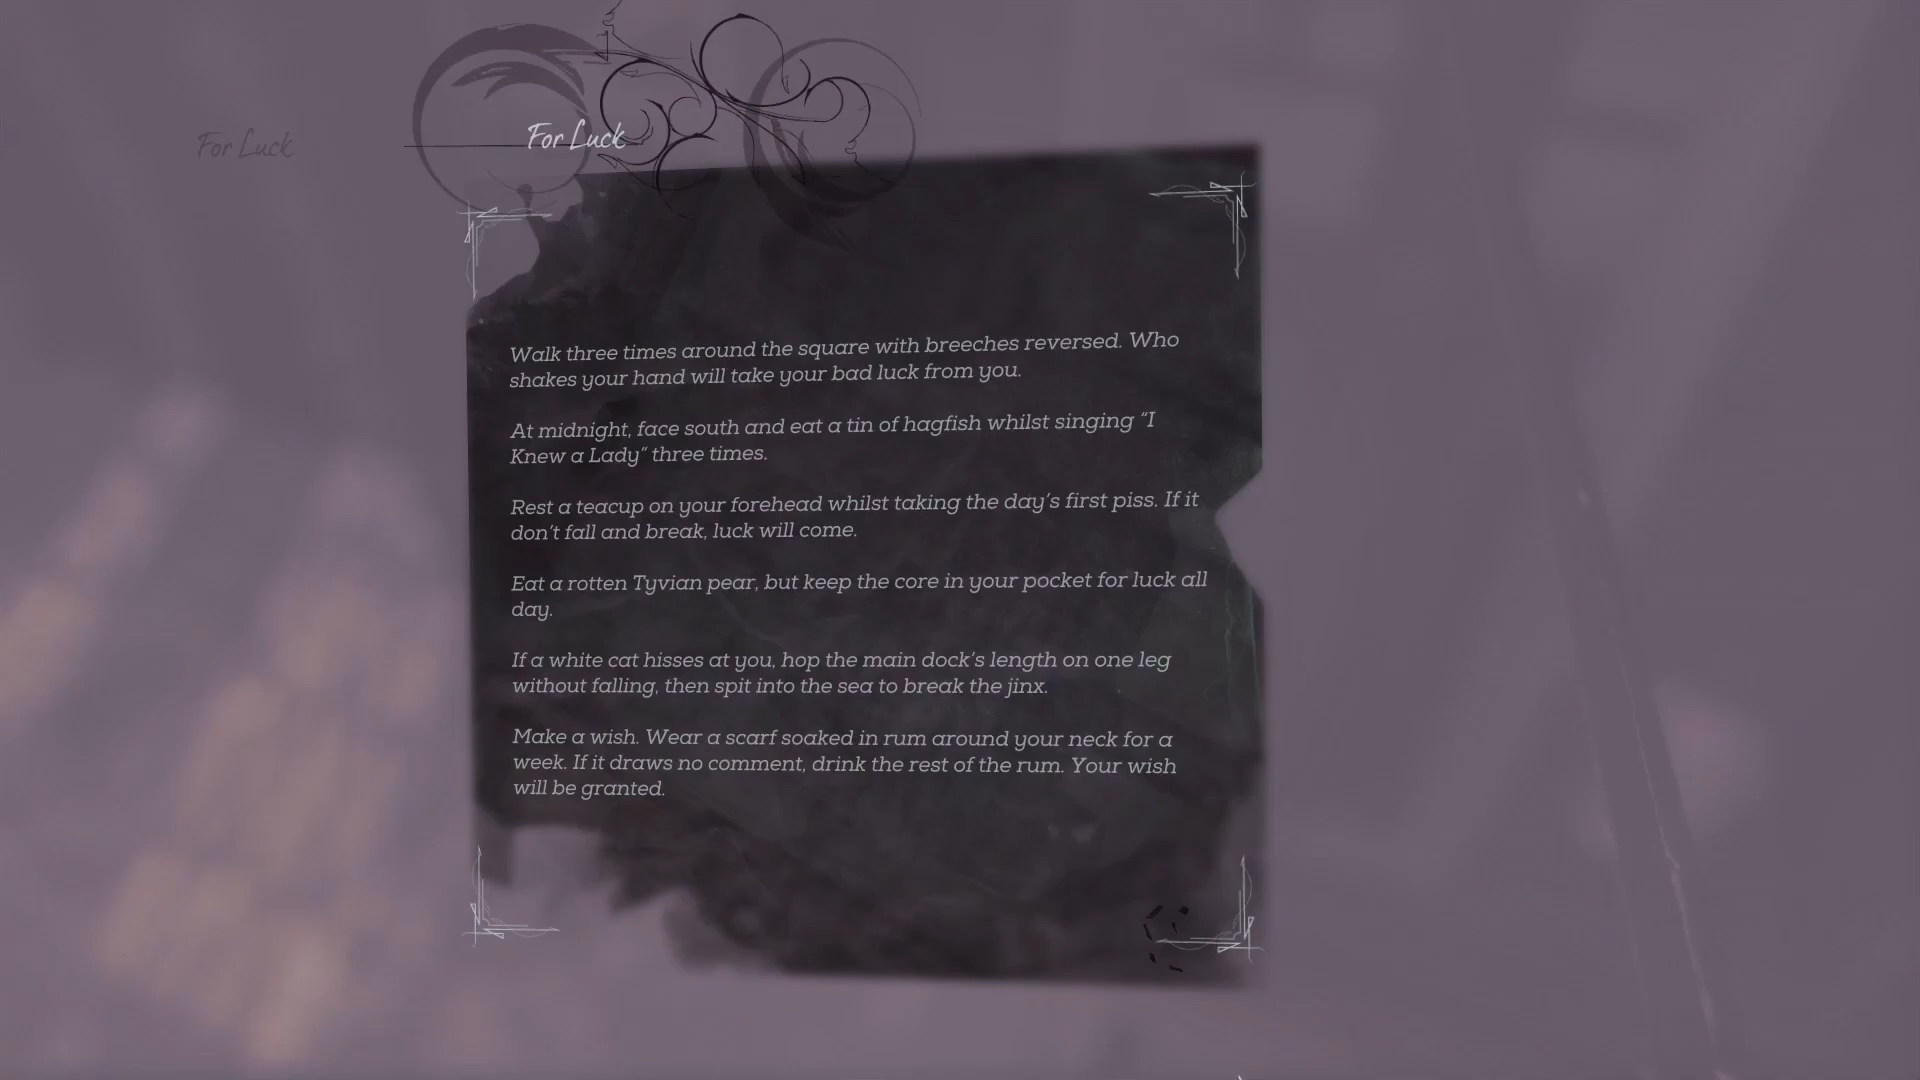 For Luck
For Luck
Walk three times around the square with breeches reversed. Who
shakes your hand will take your bad luck from you.
At midnight, face south and eat a tin of hagfish whilst singing “I
Knew a Lady” three times.
Rest a teacup on your forehead whilst taking the day’s first piss. If it
don’t fall and break, luck will come.
Eat a rotten Tyvian pear, but keep the core in your pocket for luck all
day.
If a white cat hisses at you, hop the main dock’s length on one leg
without falling, then spit into the sea to break the jinx.
Make a wish. Wear a scarf soaked in rum around your neck for a
week. If it draws no comment, drink the rest of the rum. Your wish
will be granted.